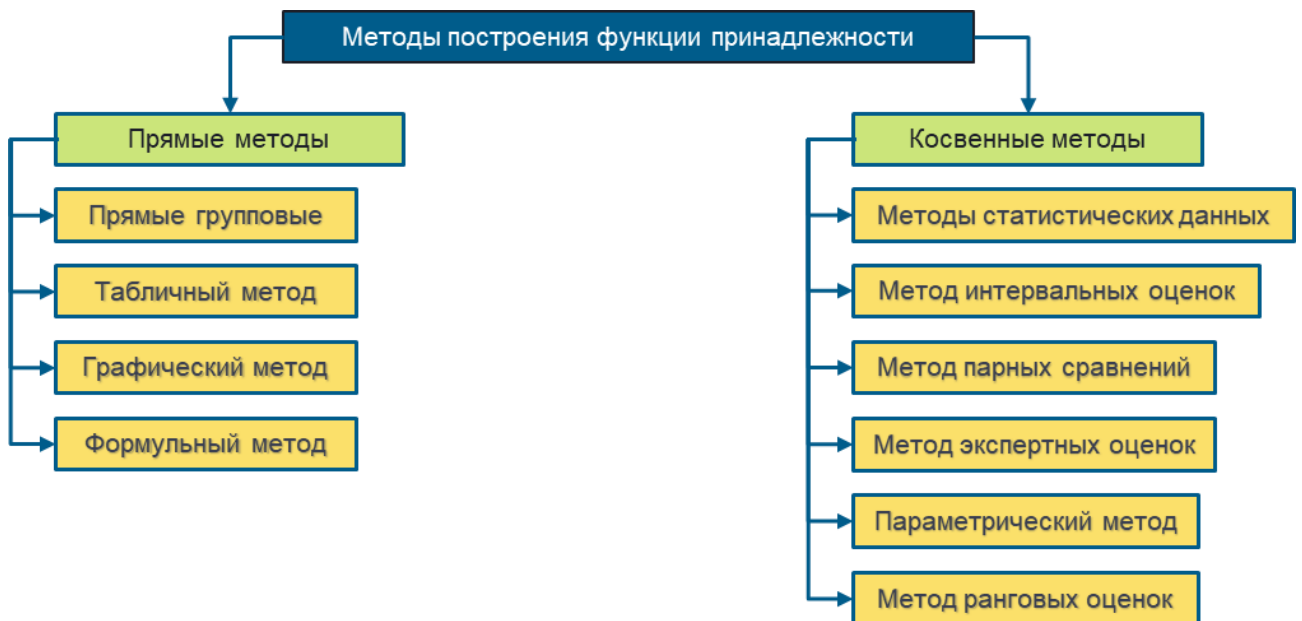 Методы построения функции принадлежности
Прямые методы
Прямые групповые
Табличный метод
Графический метод
Формульный метод
Косвенные методы
Методы статистических данных
Метод интервальных оценок
Метод парных сравнений
Метод экспертных оценок
Параметрический метод
Метод ранговых оценок